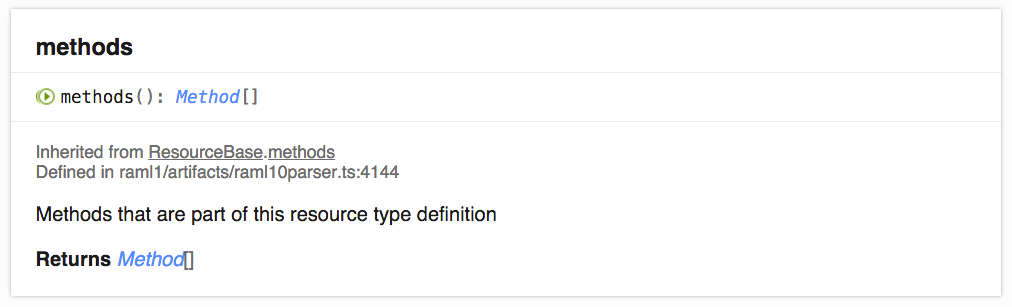 methods
methods(): Method[]
Inherited from ResourceBase.methods
Defined in raml1/artifacts/raml10parser.ts:4144
Methods that are part of this resource type definition
Returns Method[]